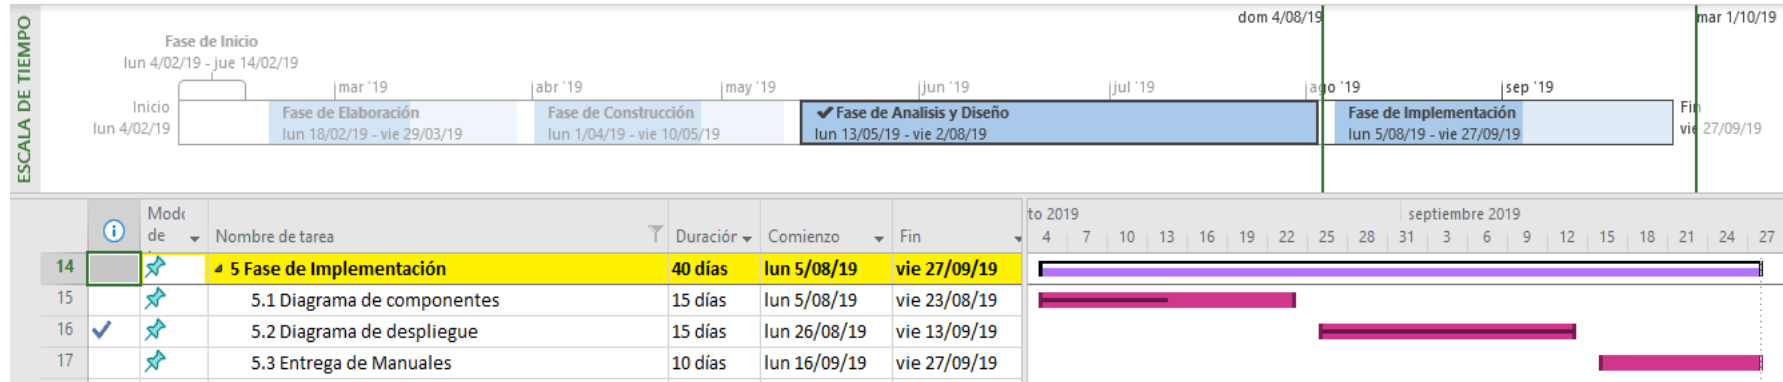 ESCALA DE TIEMPO
dom 4/08/19
mar 1/10/19
Fase de Inicio
lun 4/02/19 - jue 14/02/19
mar '19
abr '19
may '19
jun '19
jul '19
ago '19
sep '19
Inicio
lun 4/02/19
Fase de Elaboración
lun 18/02/19 - vie 29/03/19
Fase de Construcción
lun 1/04/19 - vie 10/05/19
Fase de Analisis y Diseño
lun 13/05/19 - vie 2/08/19
Fase de Implementación
lun 5/08/19 - vie 27/09/19
Fin
vie 27/09/19
Modo de Nombre de tarea Duración Comienzo Fin
to 2019 septiembre 2019
4 7 10 13 16 19 22 25 28 31 3 6 9 12 15 18 21 24 27
14 5 Fase de Implementación 40 días lun 5/08/19 vie 27/09/19
15 5.1 Diagrama de componentes 15 días lun 5/08/19 vie 23/08/19
16 5.2 Diagrama de despliegue 15 días lun 26/08/19 vie 13/09/19
17 5.3 Entrega de Manuales 10 días lun 16/09/19 vie 27/09/19